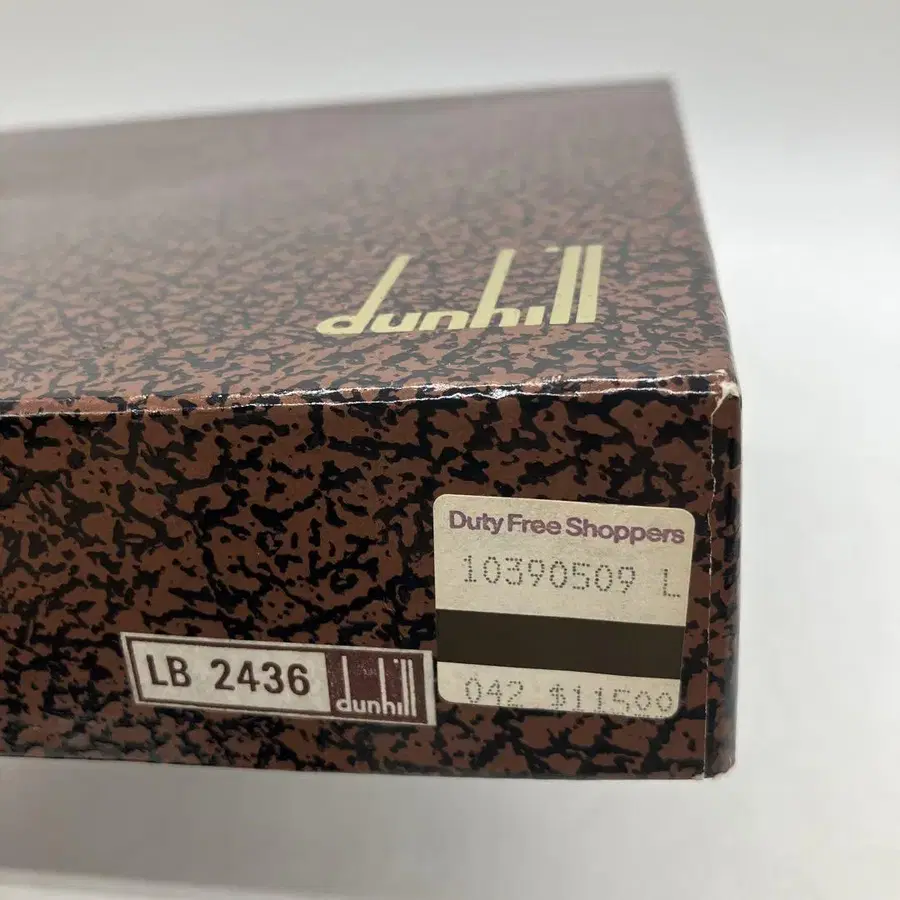 dunhill
Duty Free Shoppers
10390509 L
042 $11500
LB 2436
dunhill